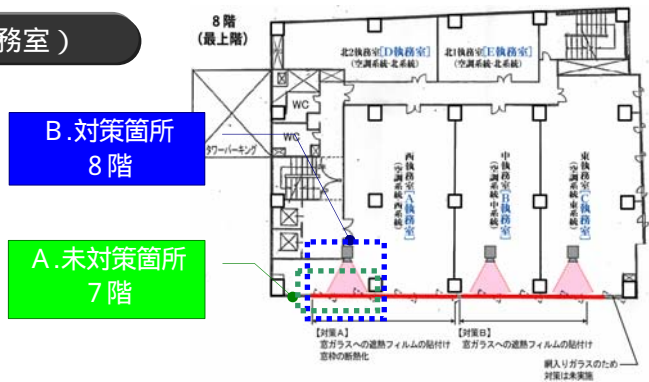 務室）
8階
(最上階)
北2執務室[D執務室]
(空調系統-北系統)
北1執務室[E執務室]
(空調系統-北系統)
WC
WC
タワーパーキング
B.対策箇所
8階
西執務室[A執務室]
(空調系統-西系統)
中執務室[B執務室]
(空調系統-中系統)
東執務室[C執務室]
(空調系統-東系統)
A.未対策箇所
7階
【対策A】
窓ガラスへの遮熱フィルムの貼付け
窓枠の断熱化
【対策B】
窓ガラスへの遮熱フィルムの貼付け
網入りガラスのため
対策は未実施